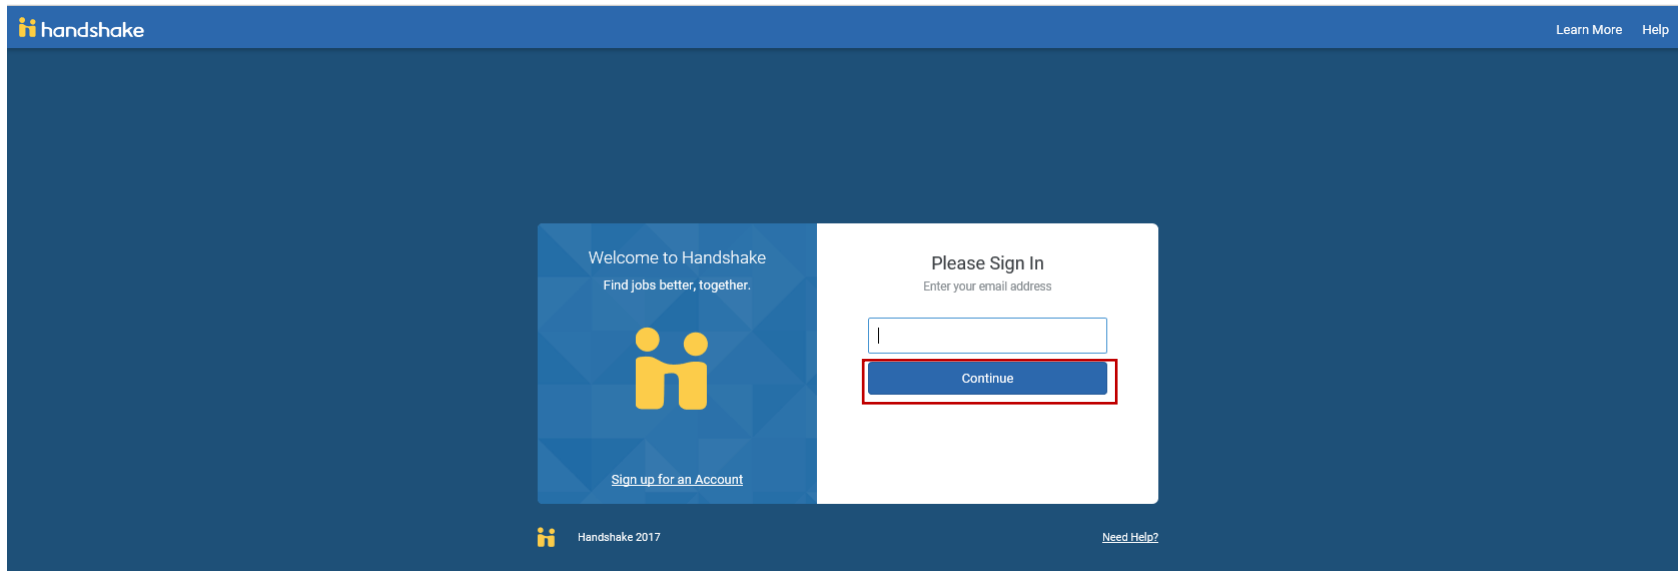 handshake
Learn More
Help
Welcome to Handshake
Find jobs better, together.
Sign up for an Account
Please Sign In
Enter your email address
Continue
Handshake 2017
Need Help?